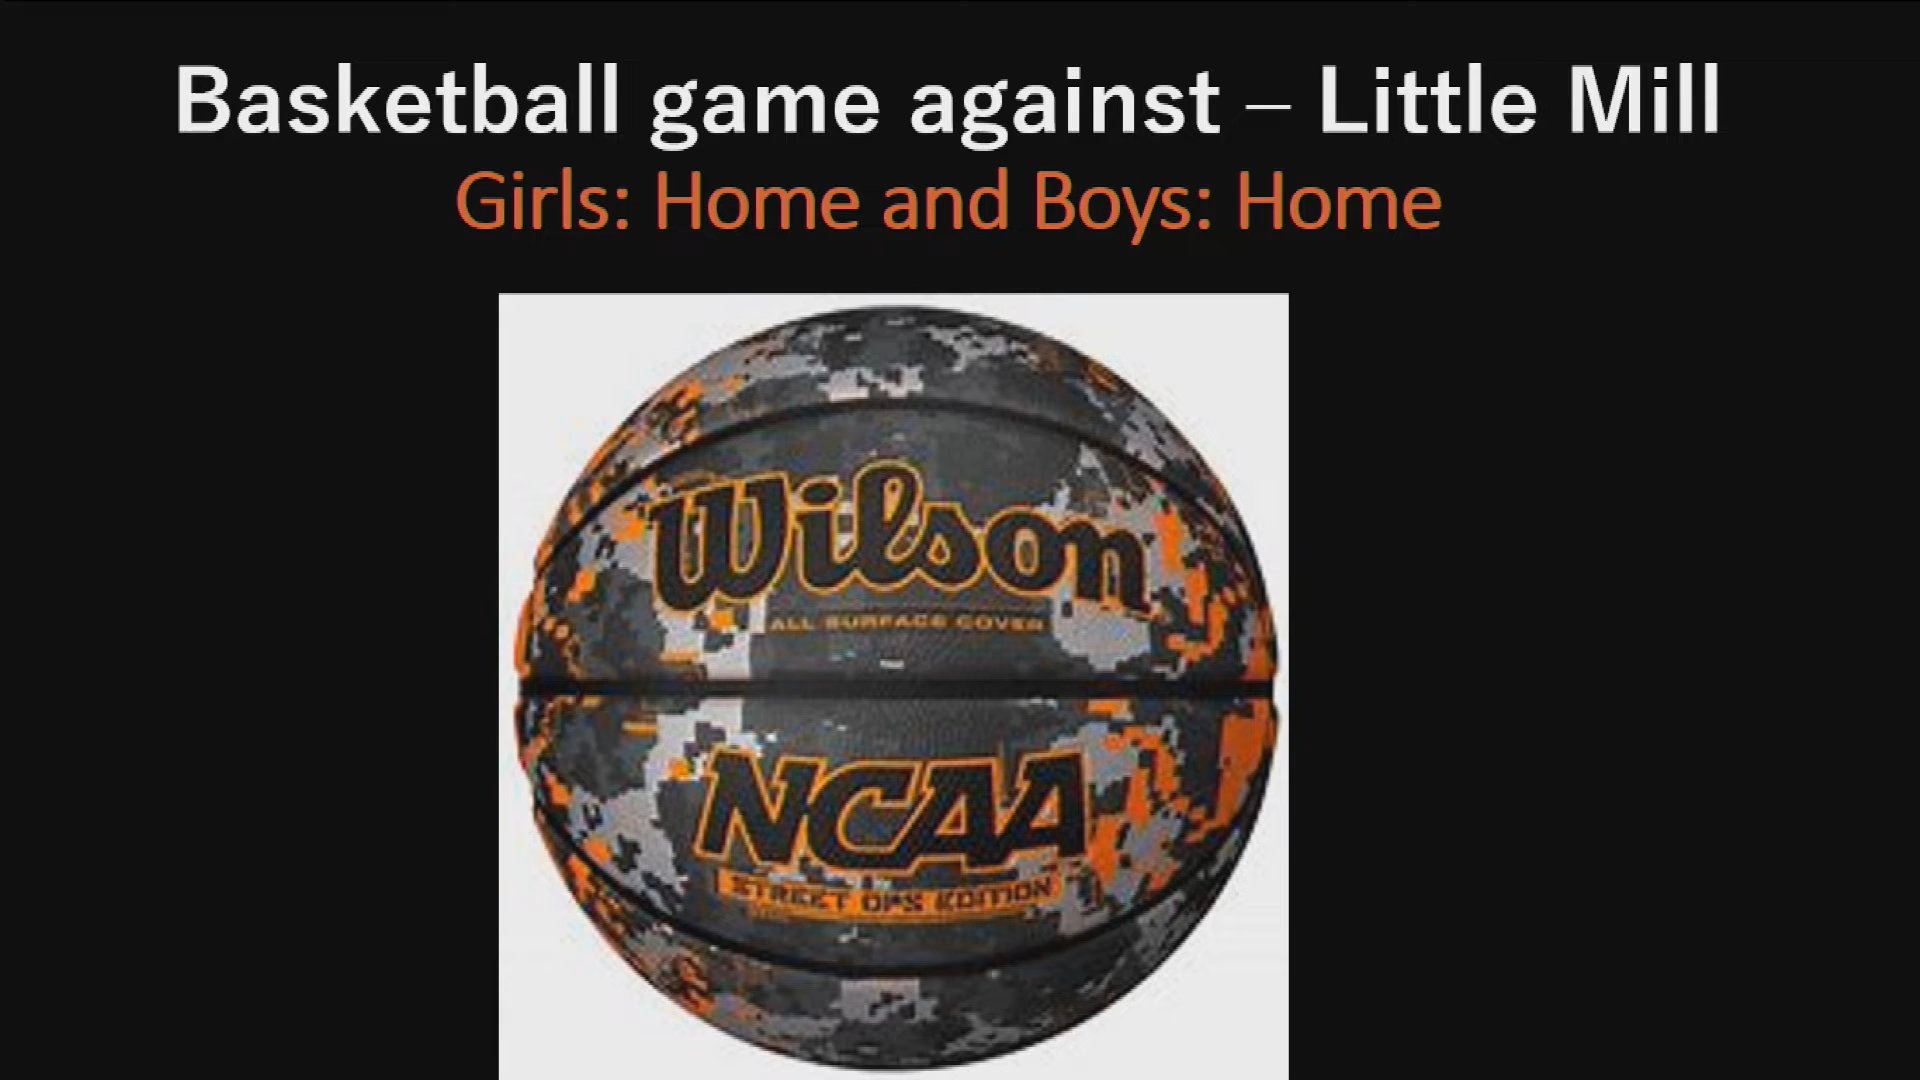 Basketball game against – Little Mill
Girls: Home and Boys: Home
Wilson
ALL SURFACE COVER
NCAA
STREET OPS EDITION